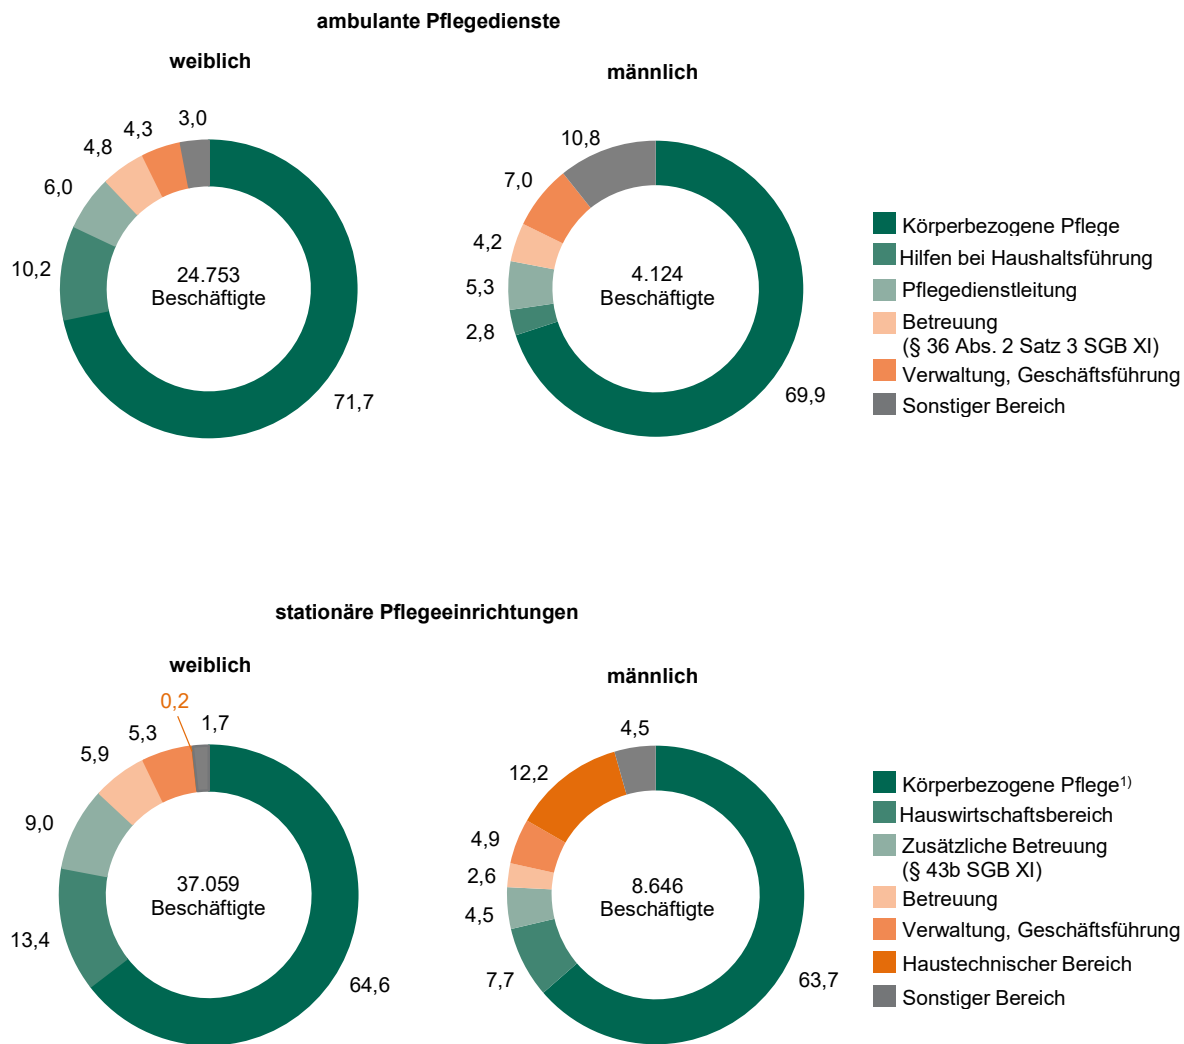 ambulante Pflegedienste
weiblich
männlich
3,0
4,3
4,8
6,0
10,2
71,7
24.753
Beschäftigte
10,8
7,0
4,2
5,3
2,8
69,9
4.124
Beschäftigte
Körperbezogene Pflege
Hilfen bei Haushaltsführung
Pflegedienstleitung
Betreuung
(§ 36 Abs. 2 Satz 3 SGB XI)
Verwaltung, Geschäftsführung
Sonstiger Bereich
stationäre Pflegeeinrichtungen
weiblich
männlich
0,2
1,7
5,3
5,9
9,0
13,4
64,6
37.059
Beschäftigte
4,5
12,2
4,9
2,6
4,5
7,7
63,7
8.646
Beschäftigte
Körperbezogene Pflege¹⁾
Hauswirtschaftsbereich
Zusätzliche Betreuung
(§ 43b SGB XI)
Betreuung
Verwaltung, Geschäftsführung
Haustechnischer Bereich
Sonstiger Bereich